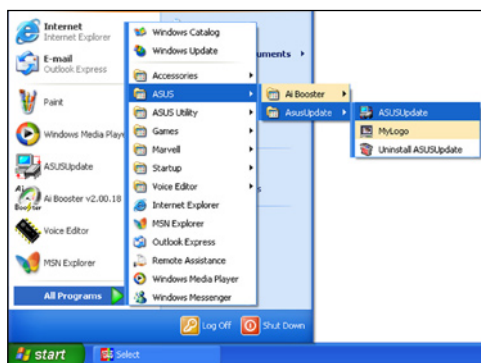 Internet
Internet Explorer
E-mail
Outlook Express
Paint
Windows Media Play
ASUSUpdate
Ai Booster v2.00.18
Voice Editor
MSN Explorer
All Programs
Windows Catalog
Windows Update
Accessories
ASUS
ASUS Utility
Games
Marvell
Startup
Voice Editor
Internet Explorer
MSN Explorer
Outlook Express
Remote Assistance
Windows Media Player
Windows Messenger
uments
s
Ai Booster
AsusUpdate
ASUSUpdate
MyLogo
Uninstall ASUSUpdate
Log Off
Shut Down
start
Select